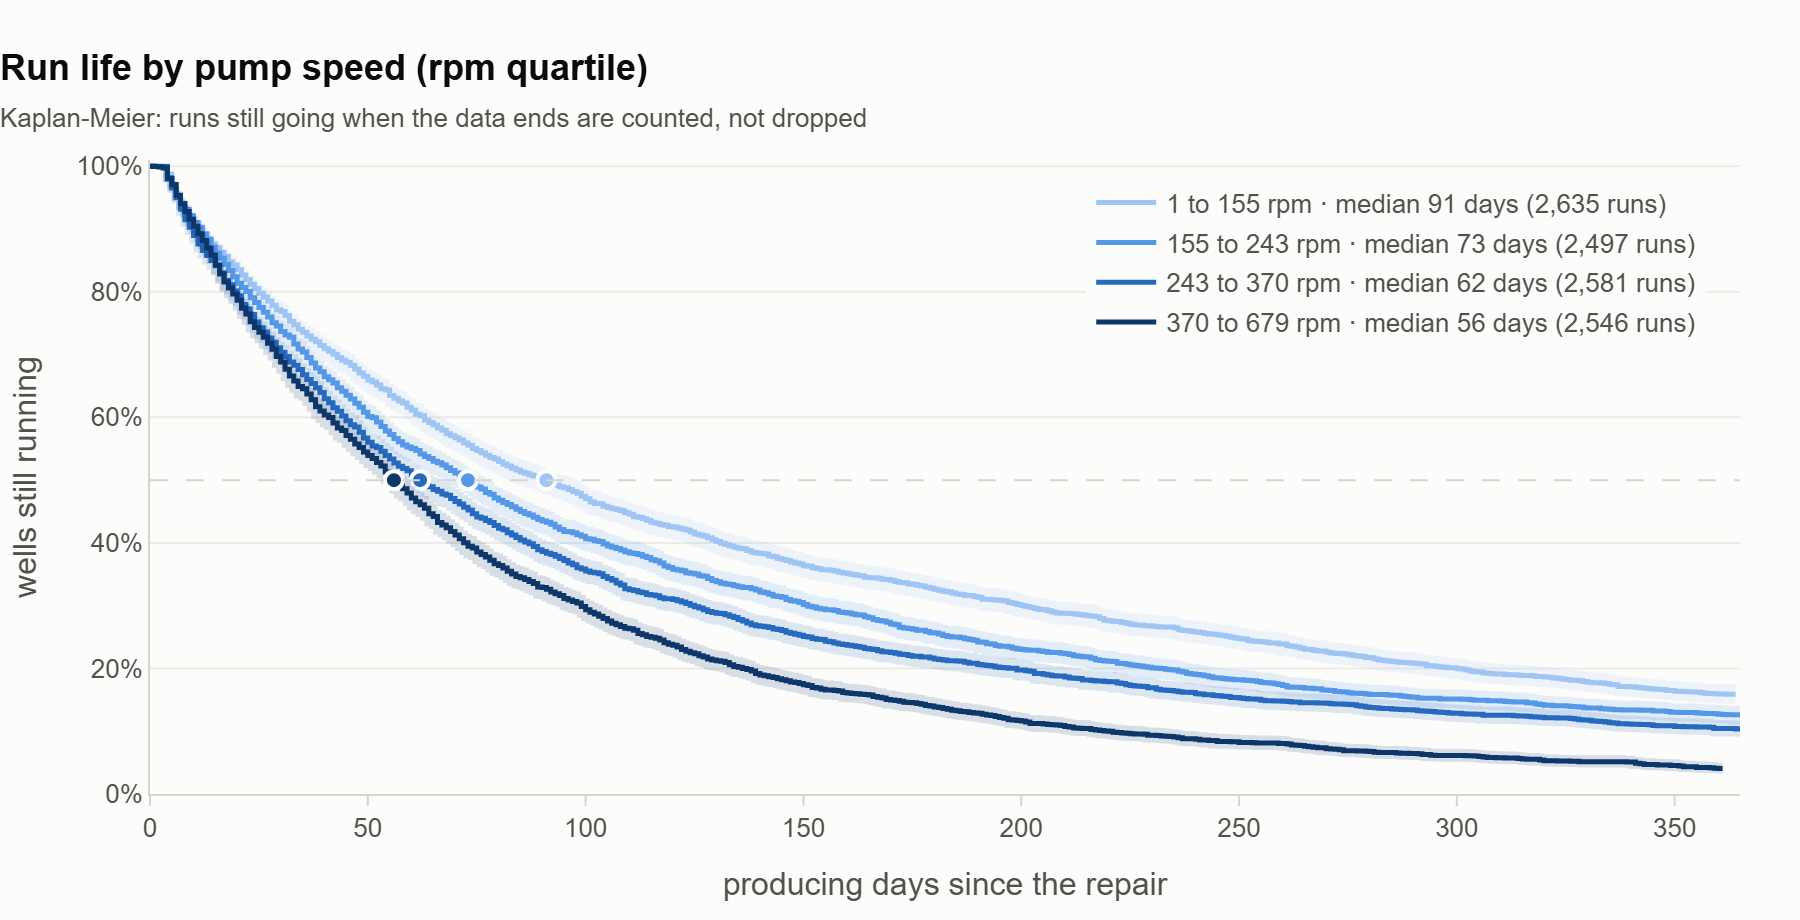 Run life by pump speed (rpm quartile)
Kaplan-Meier: runs still going when the data ends are counted, not dropped
100%
80%
60%
40%
20%
0%
wells still running
1 to 155 rpm · median 91 days (2,635 runs)
155 to 243 rpm · median 73 days (2,497 runs)
243 to 370 rpm · median 62 days (2,581 runs)
370 to 679 rpm · median 56 days (2,546 runs)
0 50 100 150 200 250 300 350
producing days since the repair